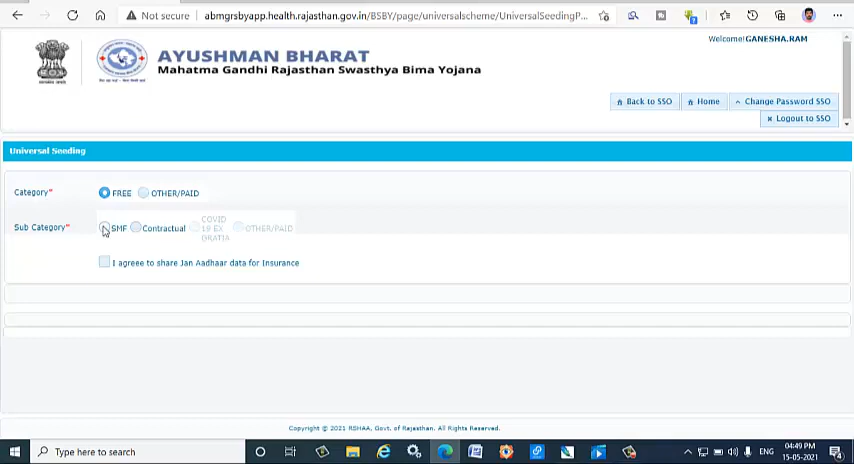 Not secure abmgrsbyapp.health.rajasthan.gov.in/BSBY/page/universalscheme/UniversalSeedingP...
Welcome!GANESHA.RAM
AYUSHMAN BHARAT
Mahatma Gandhi Rajasthan Swasthya Bima Yojana
Back to SSO Home Change Password SSO
Logout to SSO
Universal Seeding
Category* FREE OTHER/PAID
Sub Category* SMF Contractual COVID 19 EX GRATIA OTHER/PAID
I agreee to share Jan Aadhaar data for Insurance
Copyright © 2021 RSHAA, Govt. of Rajasthan. All Rights Reserved.
Type here to search
ENG
04:49 PM
15-05-2021